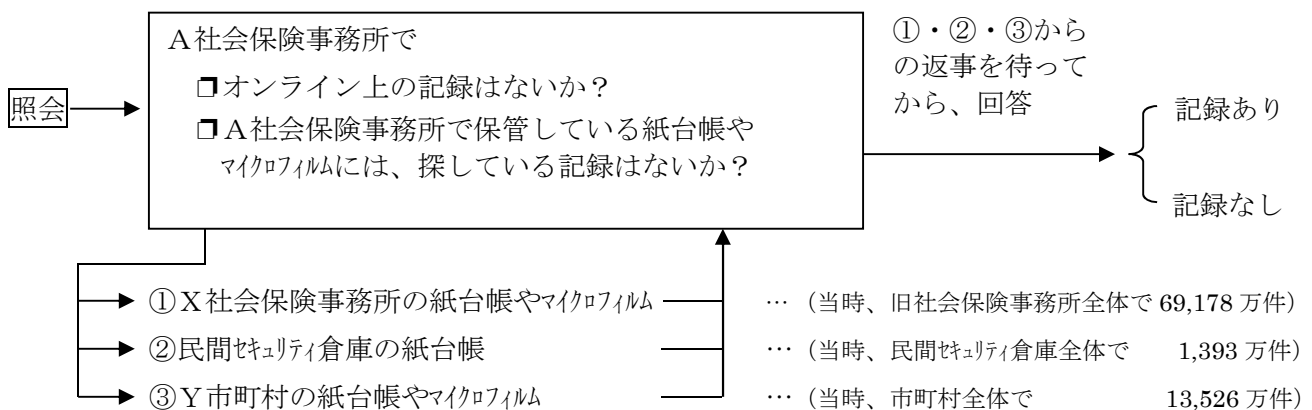 照会
A社会保険事務所で
❐オンライン上の記録はないか？
❐A社会保険事務所で保管している紙台帳や
マイクロフィルムには、探している記録はないか？
①・②・③から
の返事を待って
から、回答
記録あり
記録なし
①X社会保険事務所の紙台帳やマイクロフィルム … （当時、旧社会保険事務所全体で 69,178 万件）
②民間セキュリティ倉庫の紙台帳 … （当時、民間セキュリティ倉庫全体で 1,393 万件）
③Y市町村の紙台帳やマイクロフィルム … （当時、市町村全体で 13,526 万件）